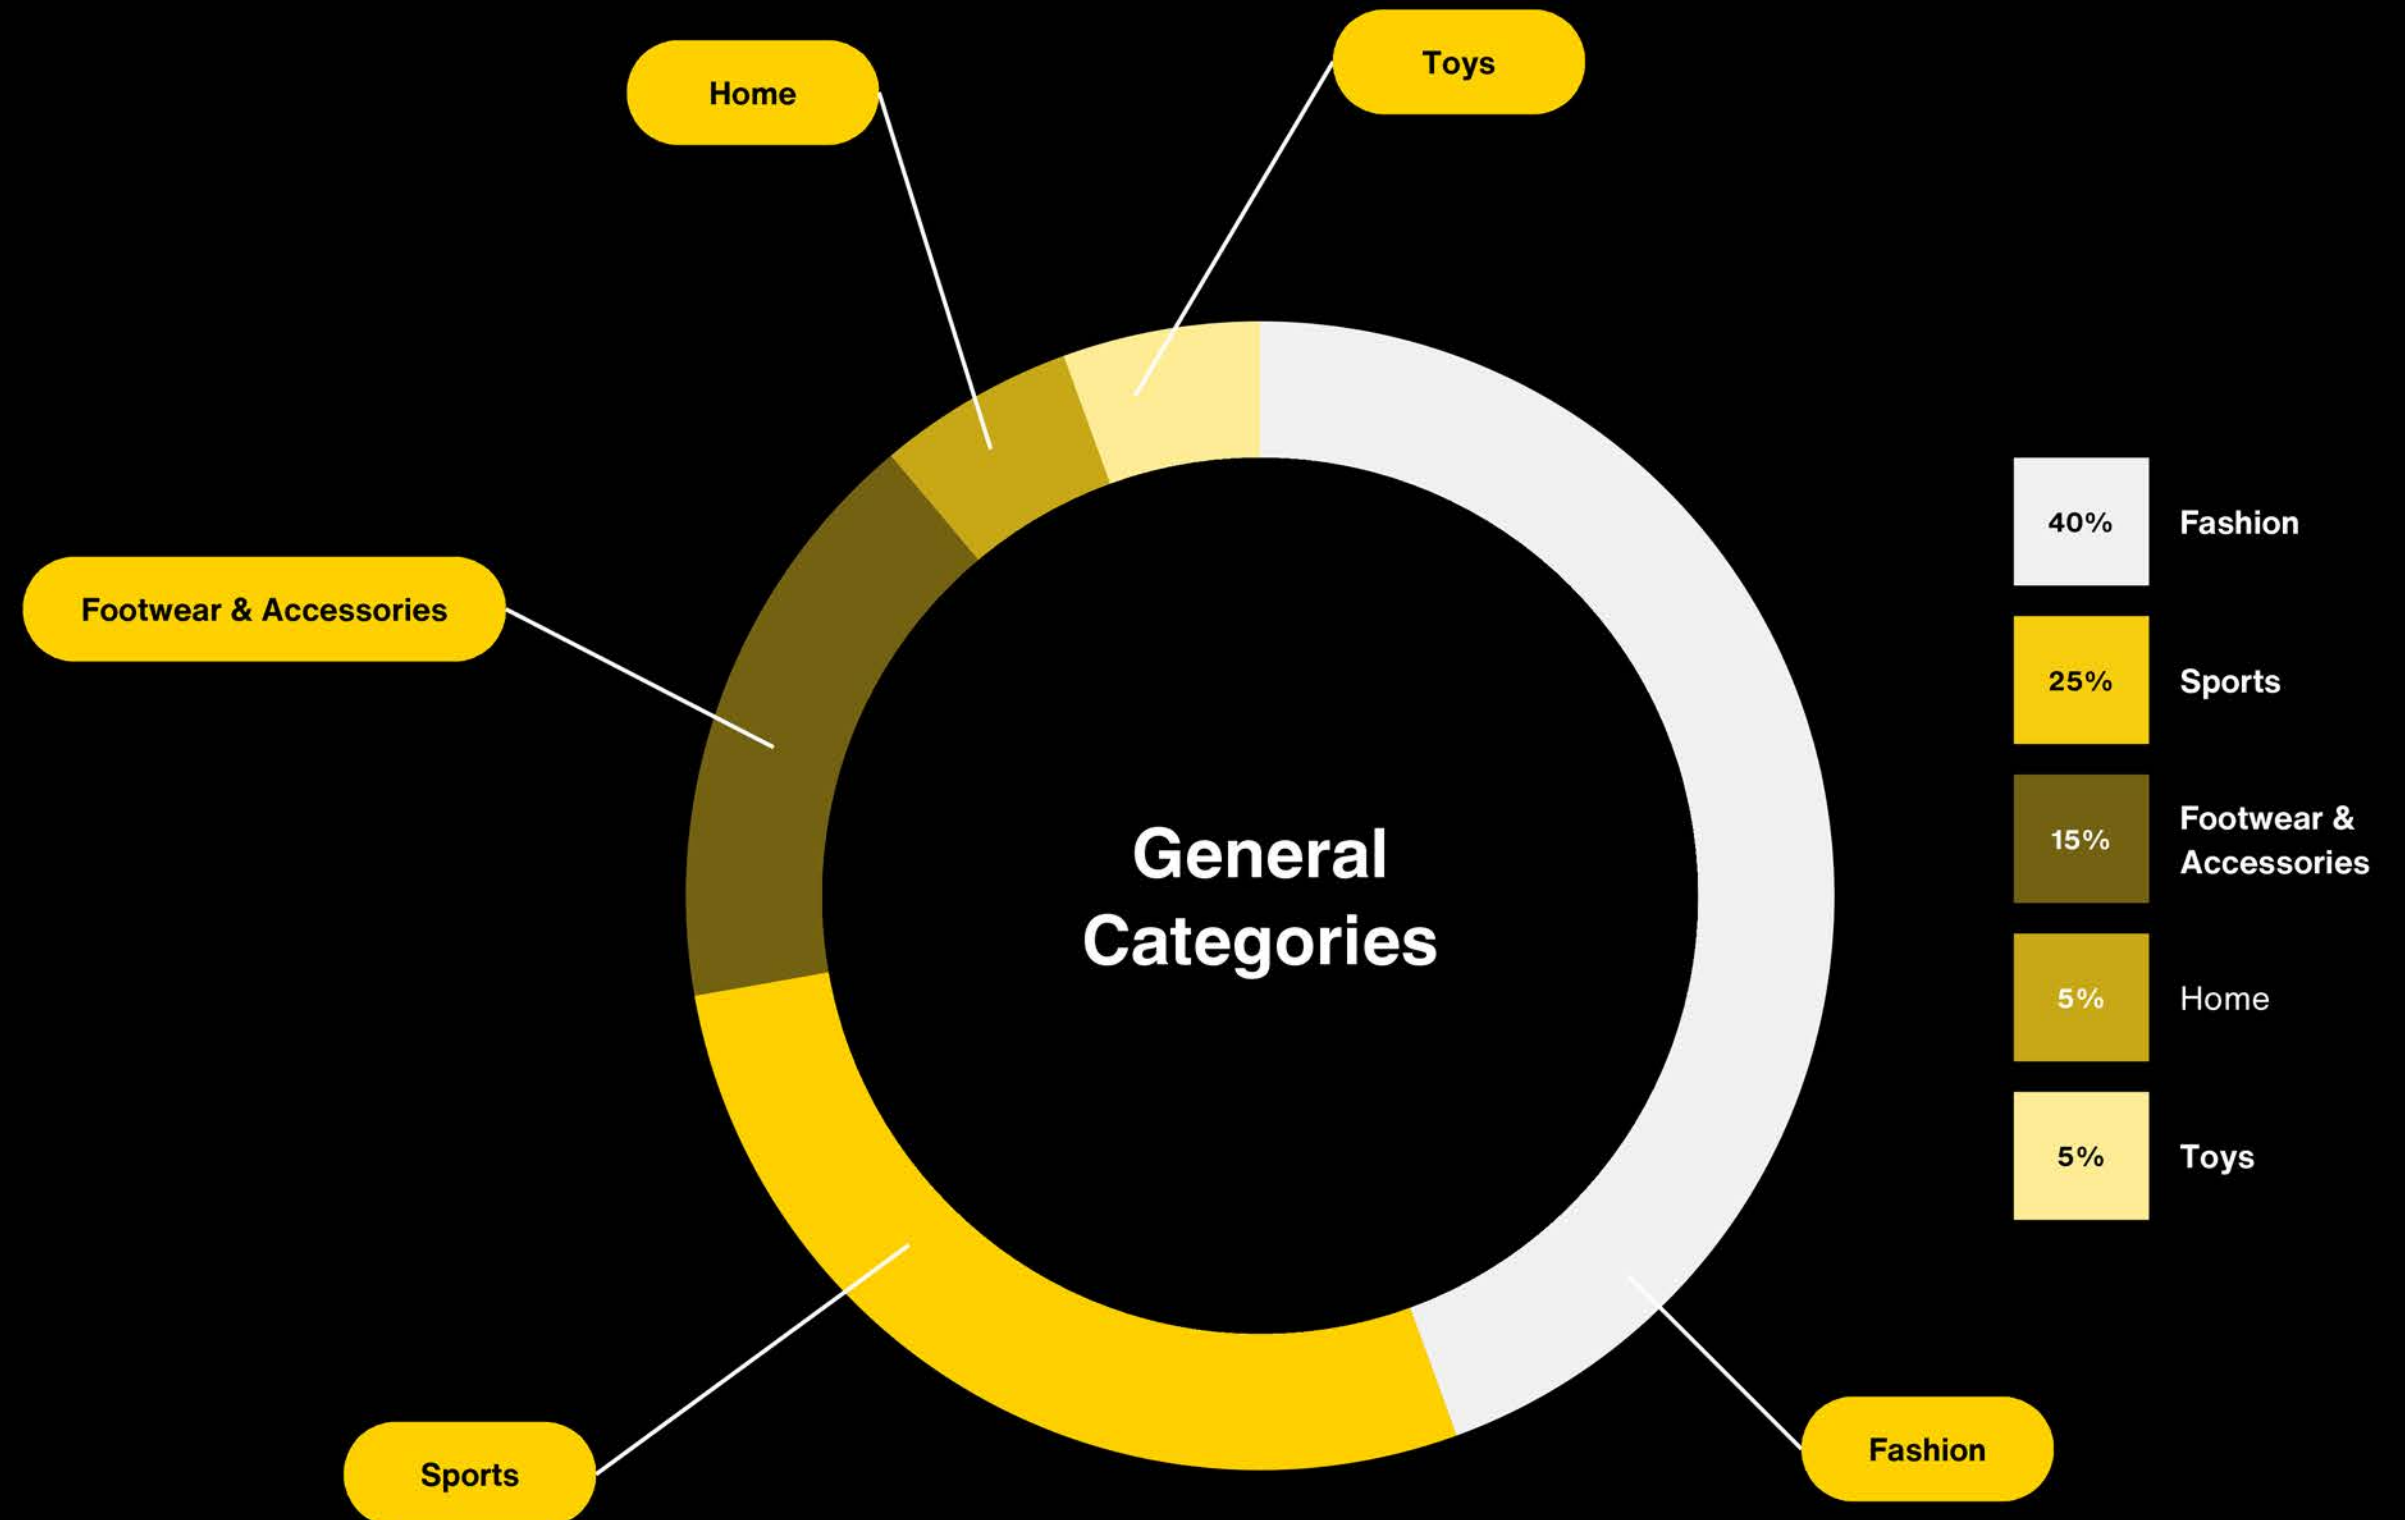 Toys
Home
Footwear & Accessories
General
Categories
Sports
Fashion
40%
Fashion
25%
Sports
15%
Footwear &
Accessories
5%
Home
5%
Toys